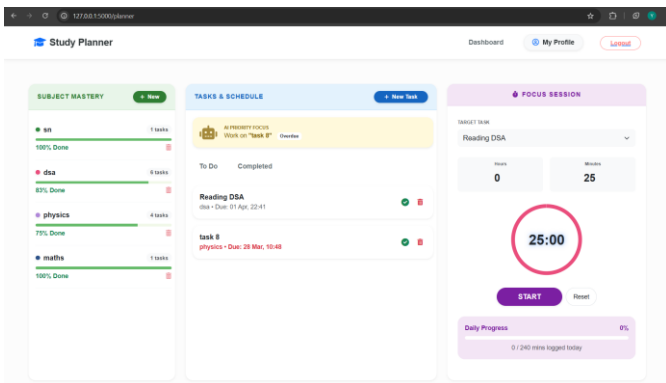 127.0.0.1:5000/planner
Study Planner
Dashboard
My Profile
Logout
SUBJECT MASTERY
+ New
sn
1 tasks
100% Done
dsa
6 tasks
83% Done
physics
4 tasks
75% Done
maths
1 tasks
100% Done
TASKS & SCHEDULE
+ New Task
AI PRIORITY FOCUS
Work on "task 8" Overdue
To Do
Completed
Reading DSA
dsa • Due: 01 Apr, 22:41
task 8
physics • Due: 28 Mar, 10:48
FOCUS SESSION
TARGET TASK
Reading DSA
Hours
0
Minutes
25
25:00
START
Reset
Daily Progress
0%
0 / 240 mins logged today